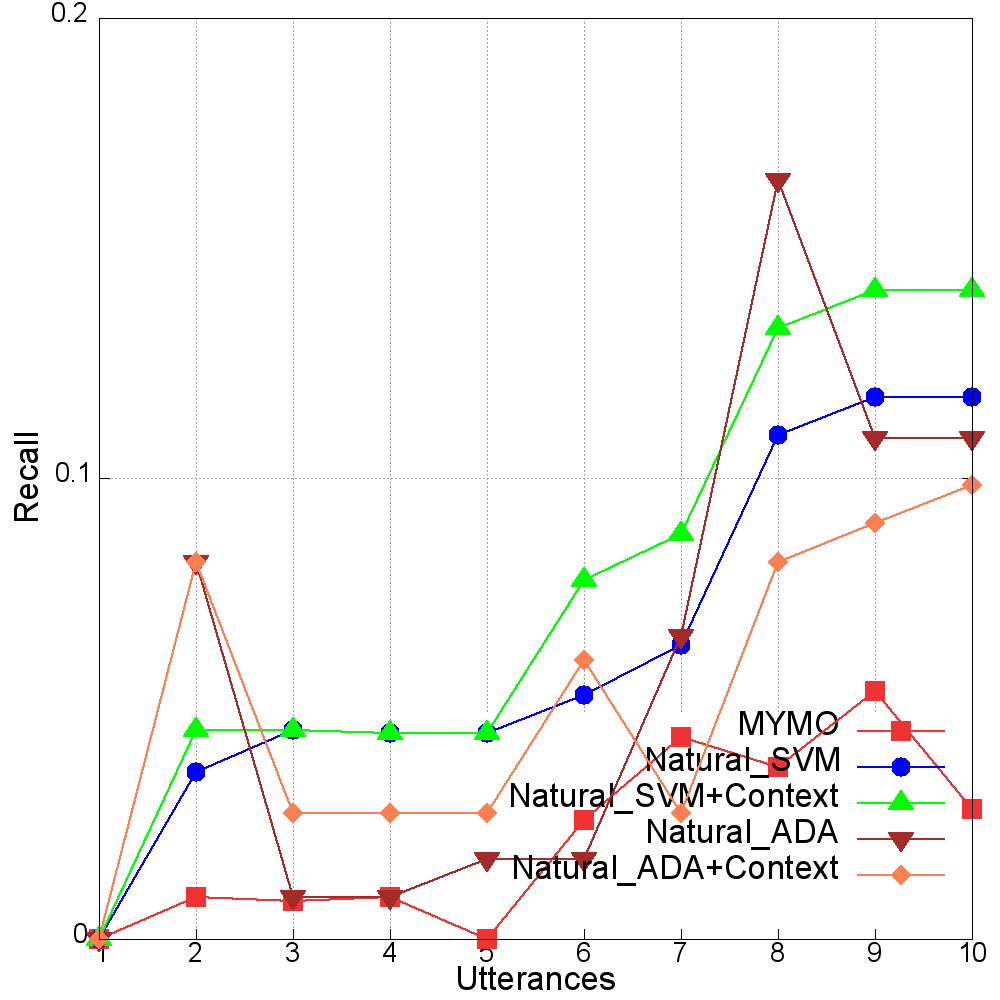 0.2
0.1
0
Recall
1 2 3 4 5 6 7 8 9 10
Utterances
MYMO
Natural_SVM
Natural_SVM+Context
Natural_ADA
Natural_ADA+Context